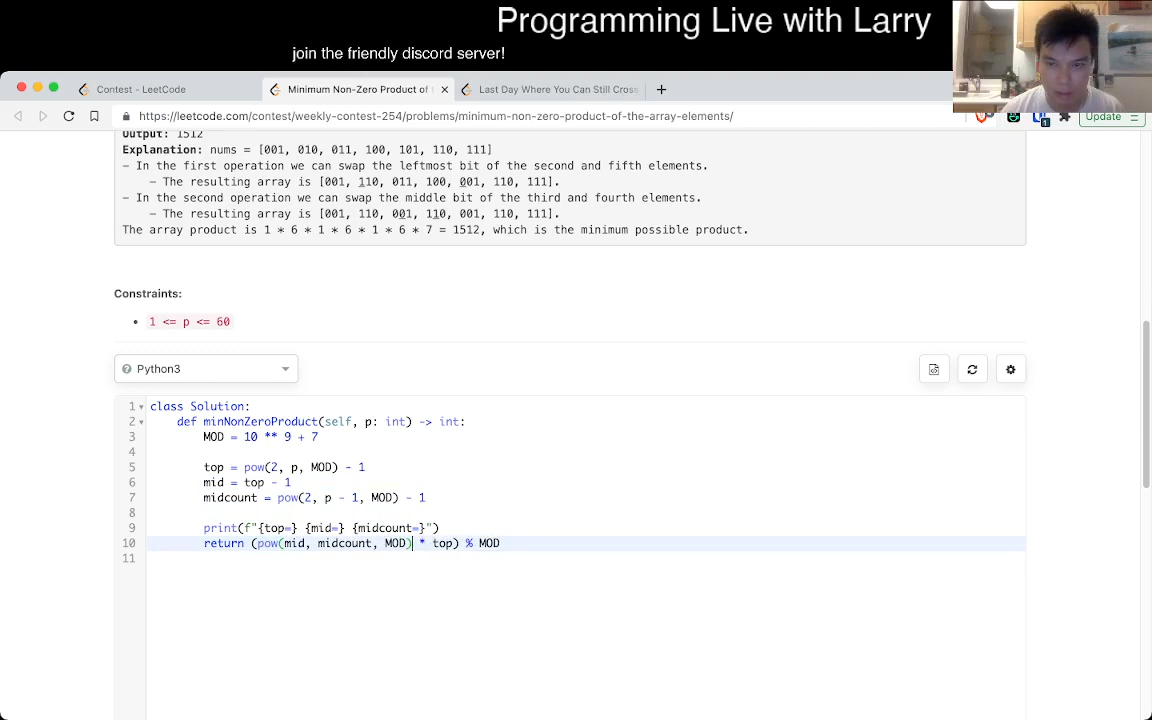 Programming Live with Larry
join the friendly discord server!
Contest - LeetCode
Minimum Non-Zero Product of
Last Day Where You Can Still Cross
https://leetcode.com/contest/weekly-contest-254/problems/minimum-non-zero-product-of-the-array-elements/
Update
Output: 1512
Explanation: nums = [001, 010, 011, 100, 101, 110, 111]
- In the first operation we can swap the leftmost bit of the second and fifth elements.
- The resulting array is [001, 110, 011, 100, 001, 110, 111].
- In the second operation we can swap the middle bit of the third and fourth elements.
- The resulting array is [001, 110, 001, 110, 001, 110, 111].
The array product is 1 * 6 * 1 * 6 * 1 * 6 * 7 = 1512, which is the minimum possible product.
Constraints:
1 <= p <= 60
Python3
1 class Solution:
2 def minNonZeroProduct(self, p: int) -> int:
3 MOD = 10 ** 9 + 7
4
5 top = pow(2, p, MOD) - 1
6 mid = top - 1
7 midcount = pow(2, p - 1, MOD) - 1
8
9 print(f"{top=} {mid=} {midcount=}")
10 return (pow(mid, midcount, MOD) * top) % MOD
11